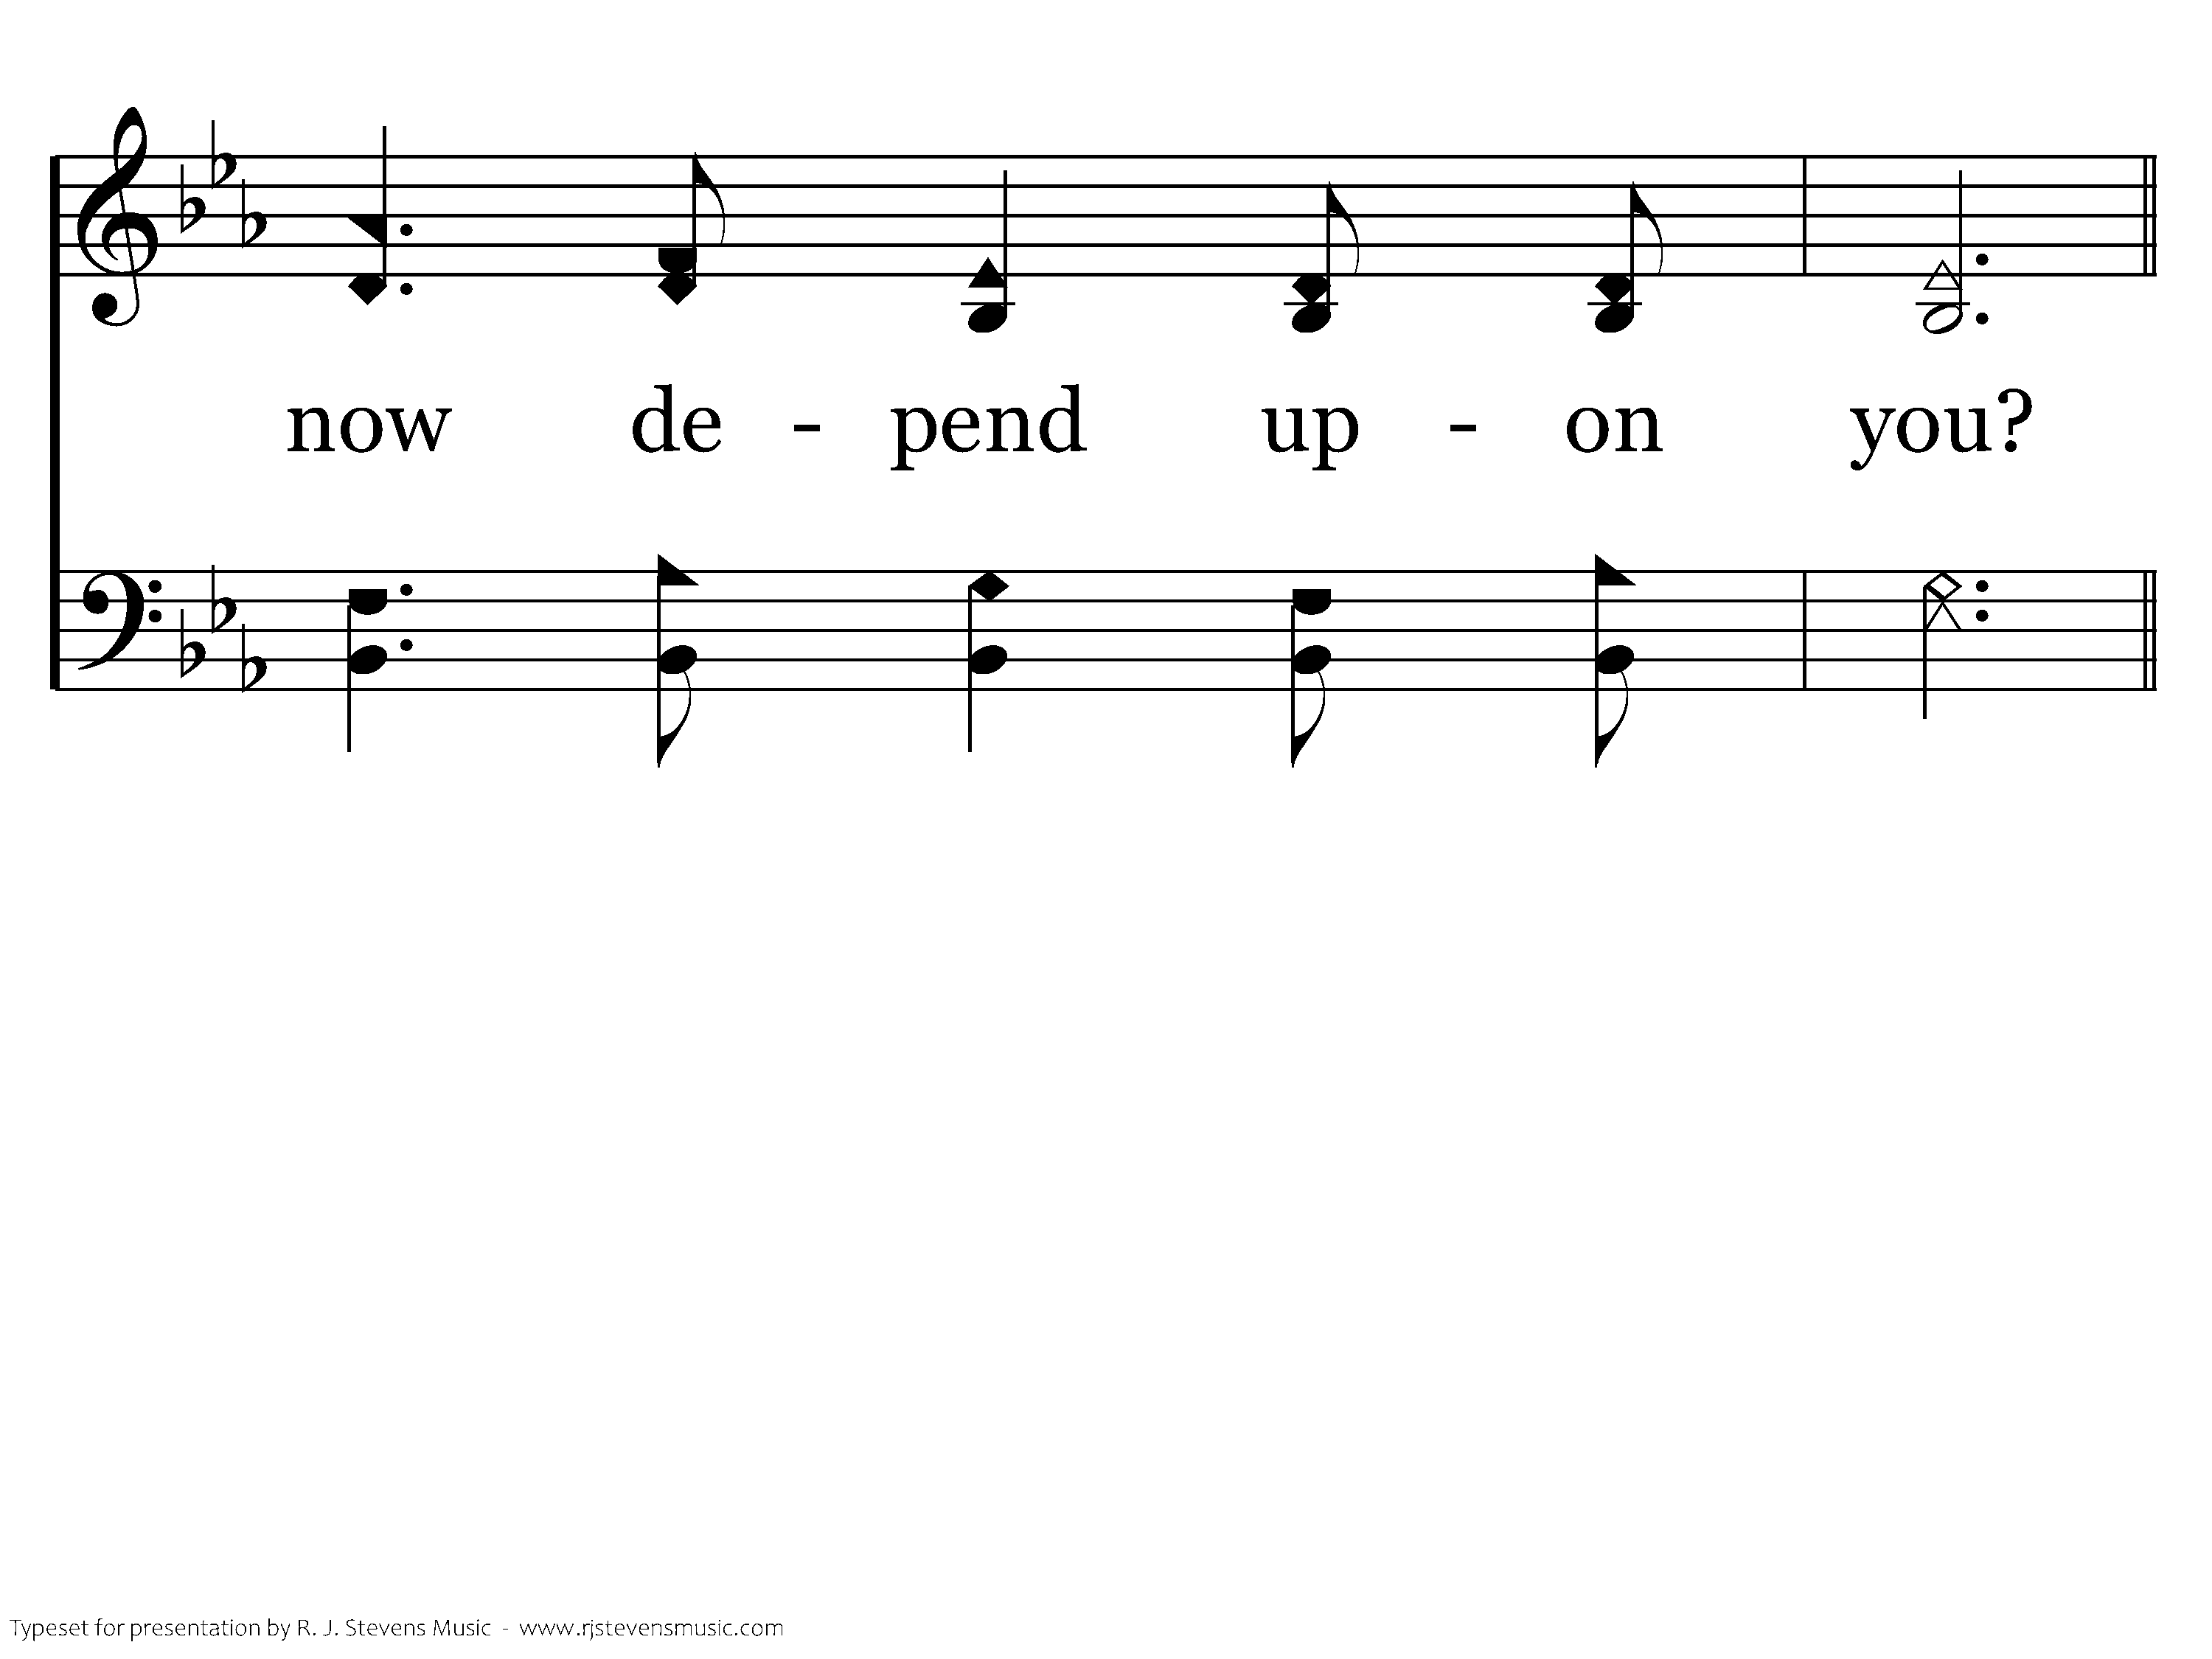 now de - pend up - on you?
Typeset for presentation by R. J. Stevens Music - www.rjstevensmusic.com